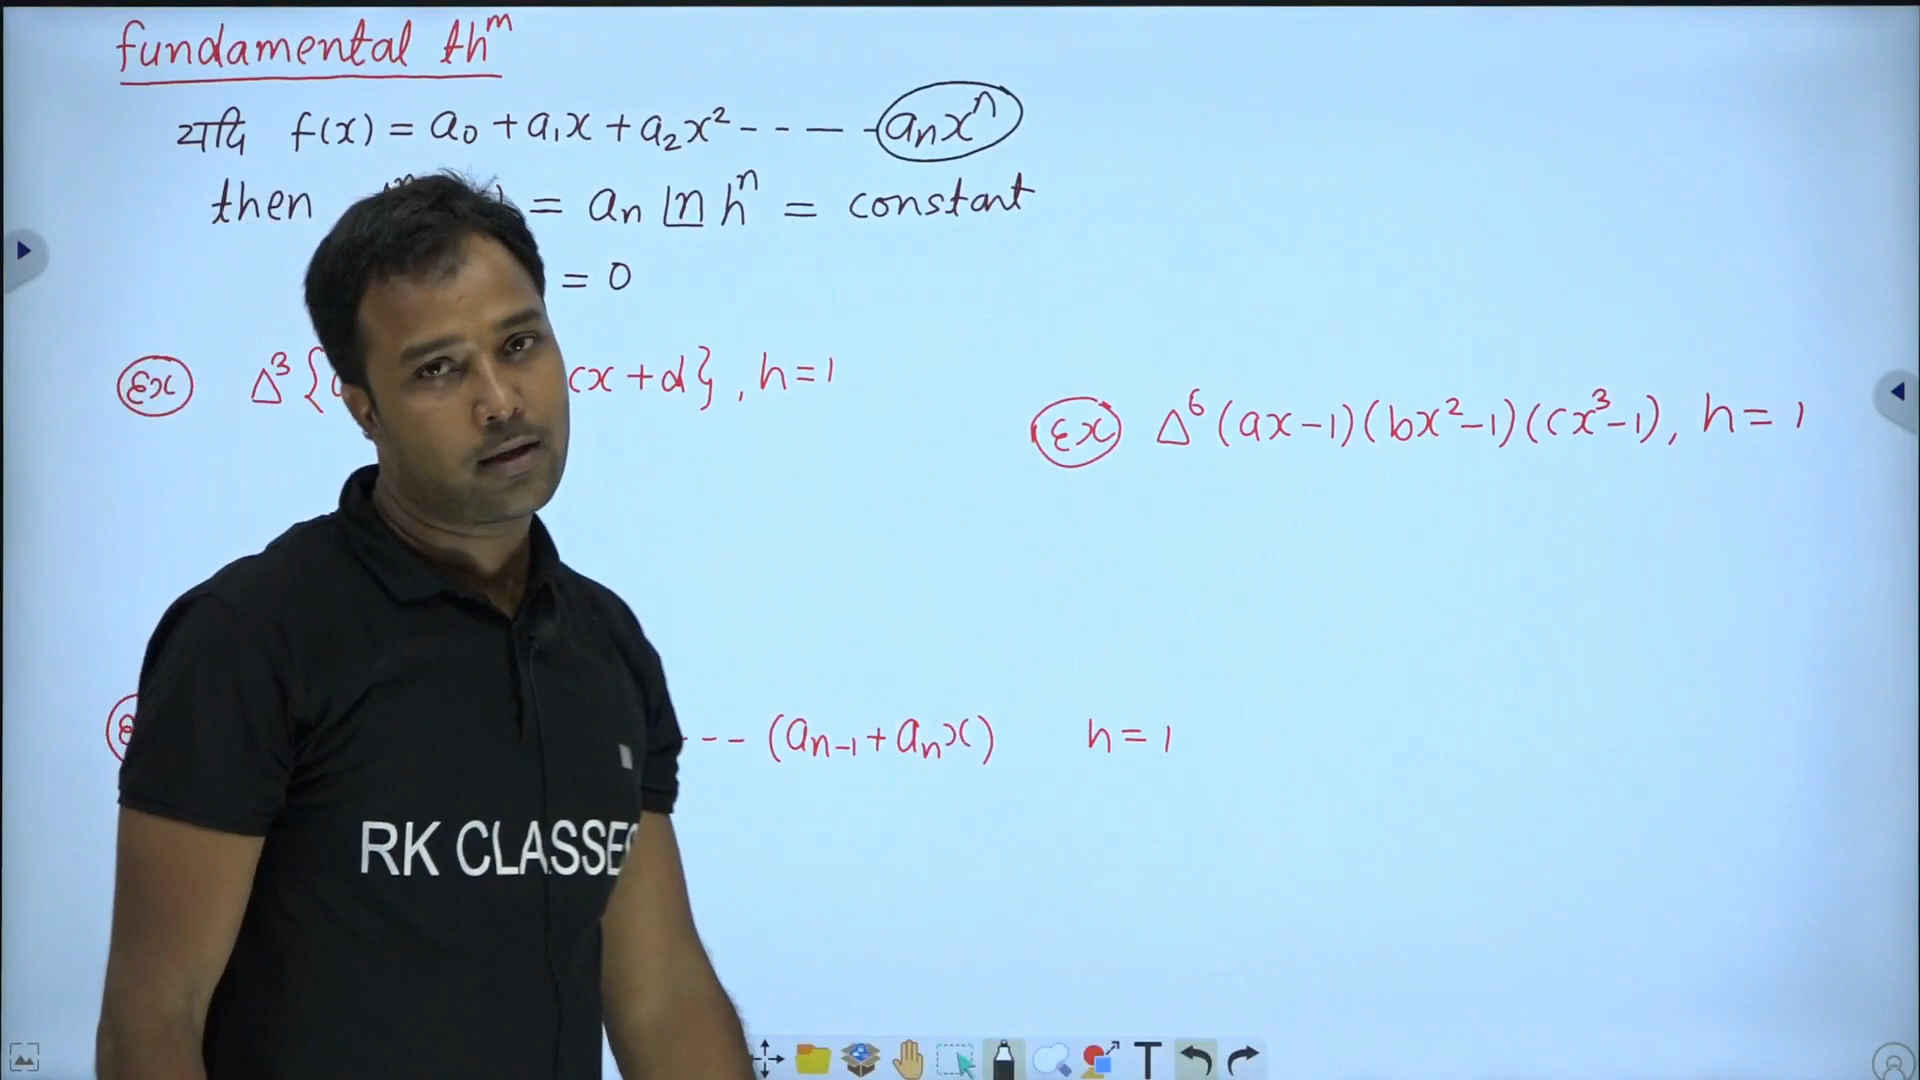 fundamental thᵐ
यदि f(x) = a₀ + a₁x + a₂x² - - - - aₙxⁿ
then = aₙ ⌊n hⁿ = constant
= 0
Ex Δ³ { cx + d}, h=1
Ex Δ⁶ (ax-1)(bx²-1)(cx³-1), h = 1
- - - (aₙ₋₁ + aₙx) h = 1
RK CLASSES
T